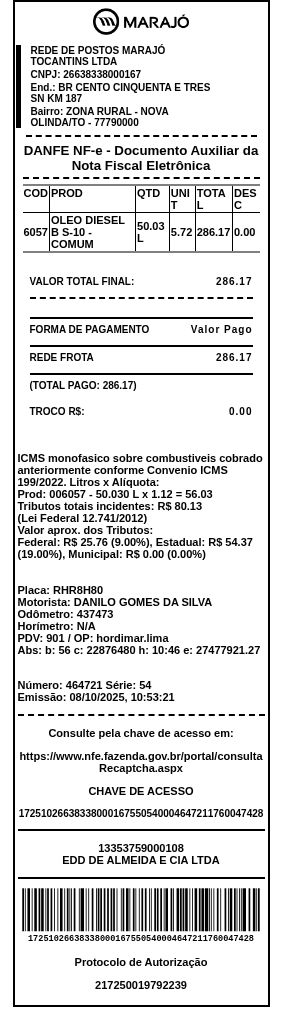 MARAJÓ
REDE DE POSTOS MARAJÓ
TOCANTINS LTDA
CNPJ: 26638338000167
End.: BR CENTO CINQUENTA E TRES
SN KM 187
Bairro: ZONA RURAL - NOVA
OLINDA/TO - 77790000
DANFE NF-e - Documento Auxiliar da
Nota Fiscal Eletrônica
COD PROD QTD UNI TOTA DES
T L C
OLEO DIESEL
6057 B S-10 - 50.03 5.72 286.17 0.00
COMUM L
VALOR TOTAL FINAL: 286.17
FORMA DE PAGAMENTO Valor Pago
REDE FROTA 286.17
(TOTAL PAGO: 286.17)
TROCO R$: 0.00
ICMS monofasico sobre combustiveis cobrado
anteriormente conforme Convenio ICMS
199/2022. Litros x Alíquota:
Prod: 006057 - 50.030 L x 1.12 = 56.03
Tributos totais incidentes: R$ 80.13
(Lei Federal 12.741/2012)
Valor aprox. dos Tributos:
Federal: R$ 25.76 (9.00%), Estadual: R$ 54.37
(19.00%), Municipal: R$ 0.00 (0.00%)
Placa: RHR8H80
Motorista: DANILO GOMES DA SILVA
Odômetro: 437473
Horímetro: N/A
PDV: 901 / OP: hordimar.lima
Abs: b: 56 c: 22876480 h: 10:46 e: 27477921.27
Número: 464721 Série: 54
Emissão: 08/10/2025, 10:53:21
Consulte pela chave de acesso em:
https://www.nfe.fazenda.gov.br/portal/consulta
Recaptcha.aspx
CHAVE DE ACESSO
17251026638338000167550540004647211760047428
13353759000108
EDD DE ALMEIDA E CIA LTDA
17251026638338000167550540004647211760047428
Protocolo de Autorização
217250019792239